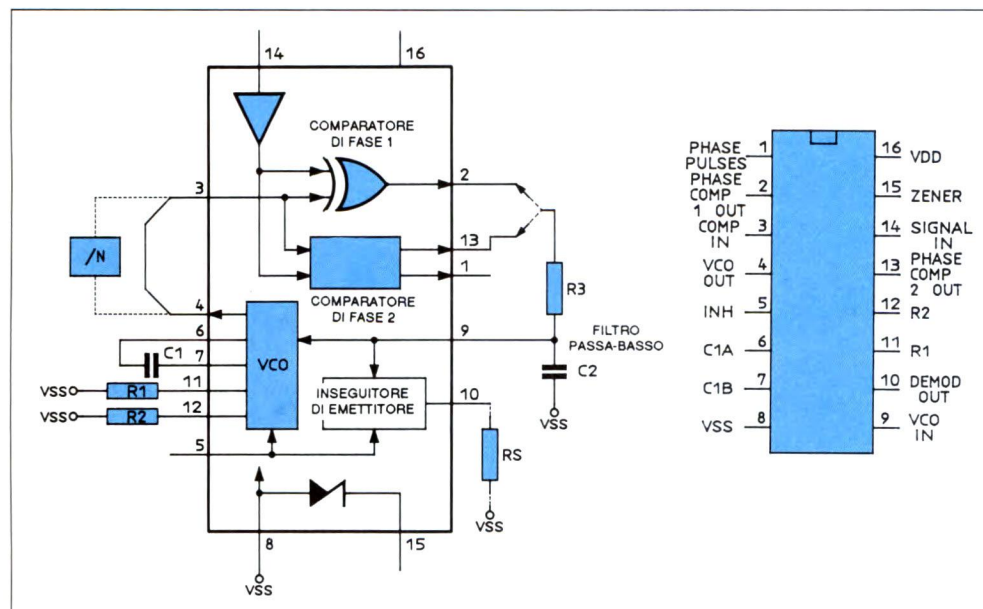 14
16
COMPARATORE
DI FASE 1
3
2
/N
13
1
COMPARATORE
DI FASE 2
R3
4
6
C1
7
VCO
9
FILTRO
PASSA-BASSO
C2
VSS
R1
11
VSS
R2
12
INSEGUITORE
DI EMETTITORE
10
VSS
5
RS
VSS
8
15
VSS
PHASE
PULSES
1
16
VDD
PHASE
COMP
1 OUT
2
15
ZENER
COMP
IN
3
14
SIGNAL
IN
VCO
OUT
4
13
PHASE
COMP
2 OUT
INH
5
12
R2
C1A
6
11
R1
C1B
7
10
DEMOD
OUT
VSS
8
9
VCO
IN